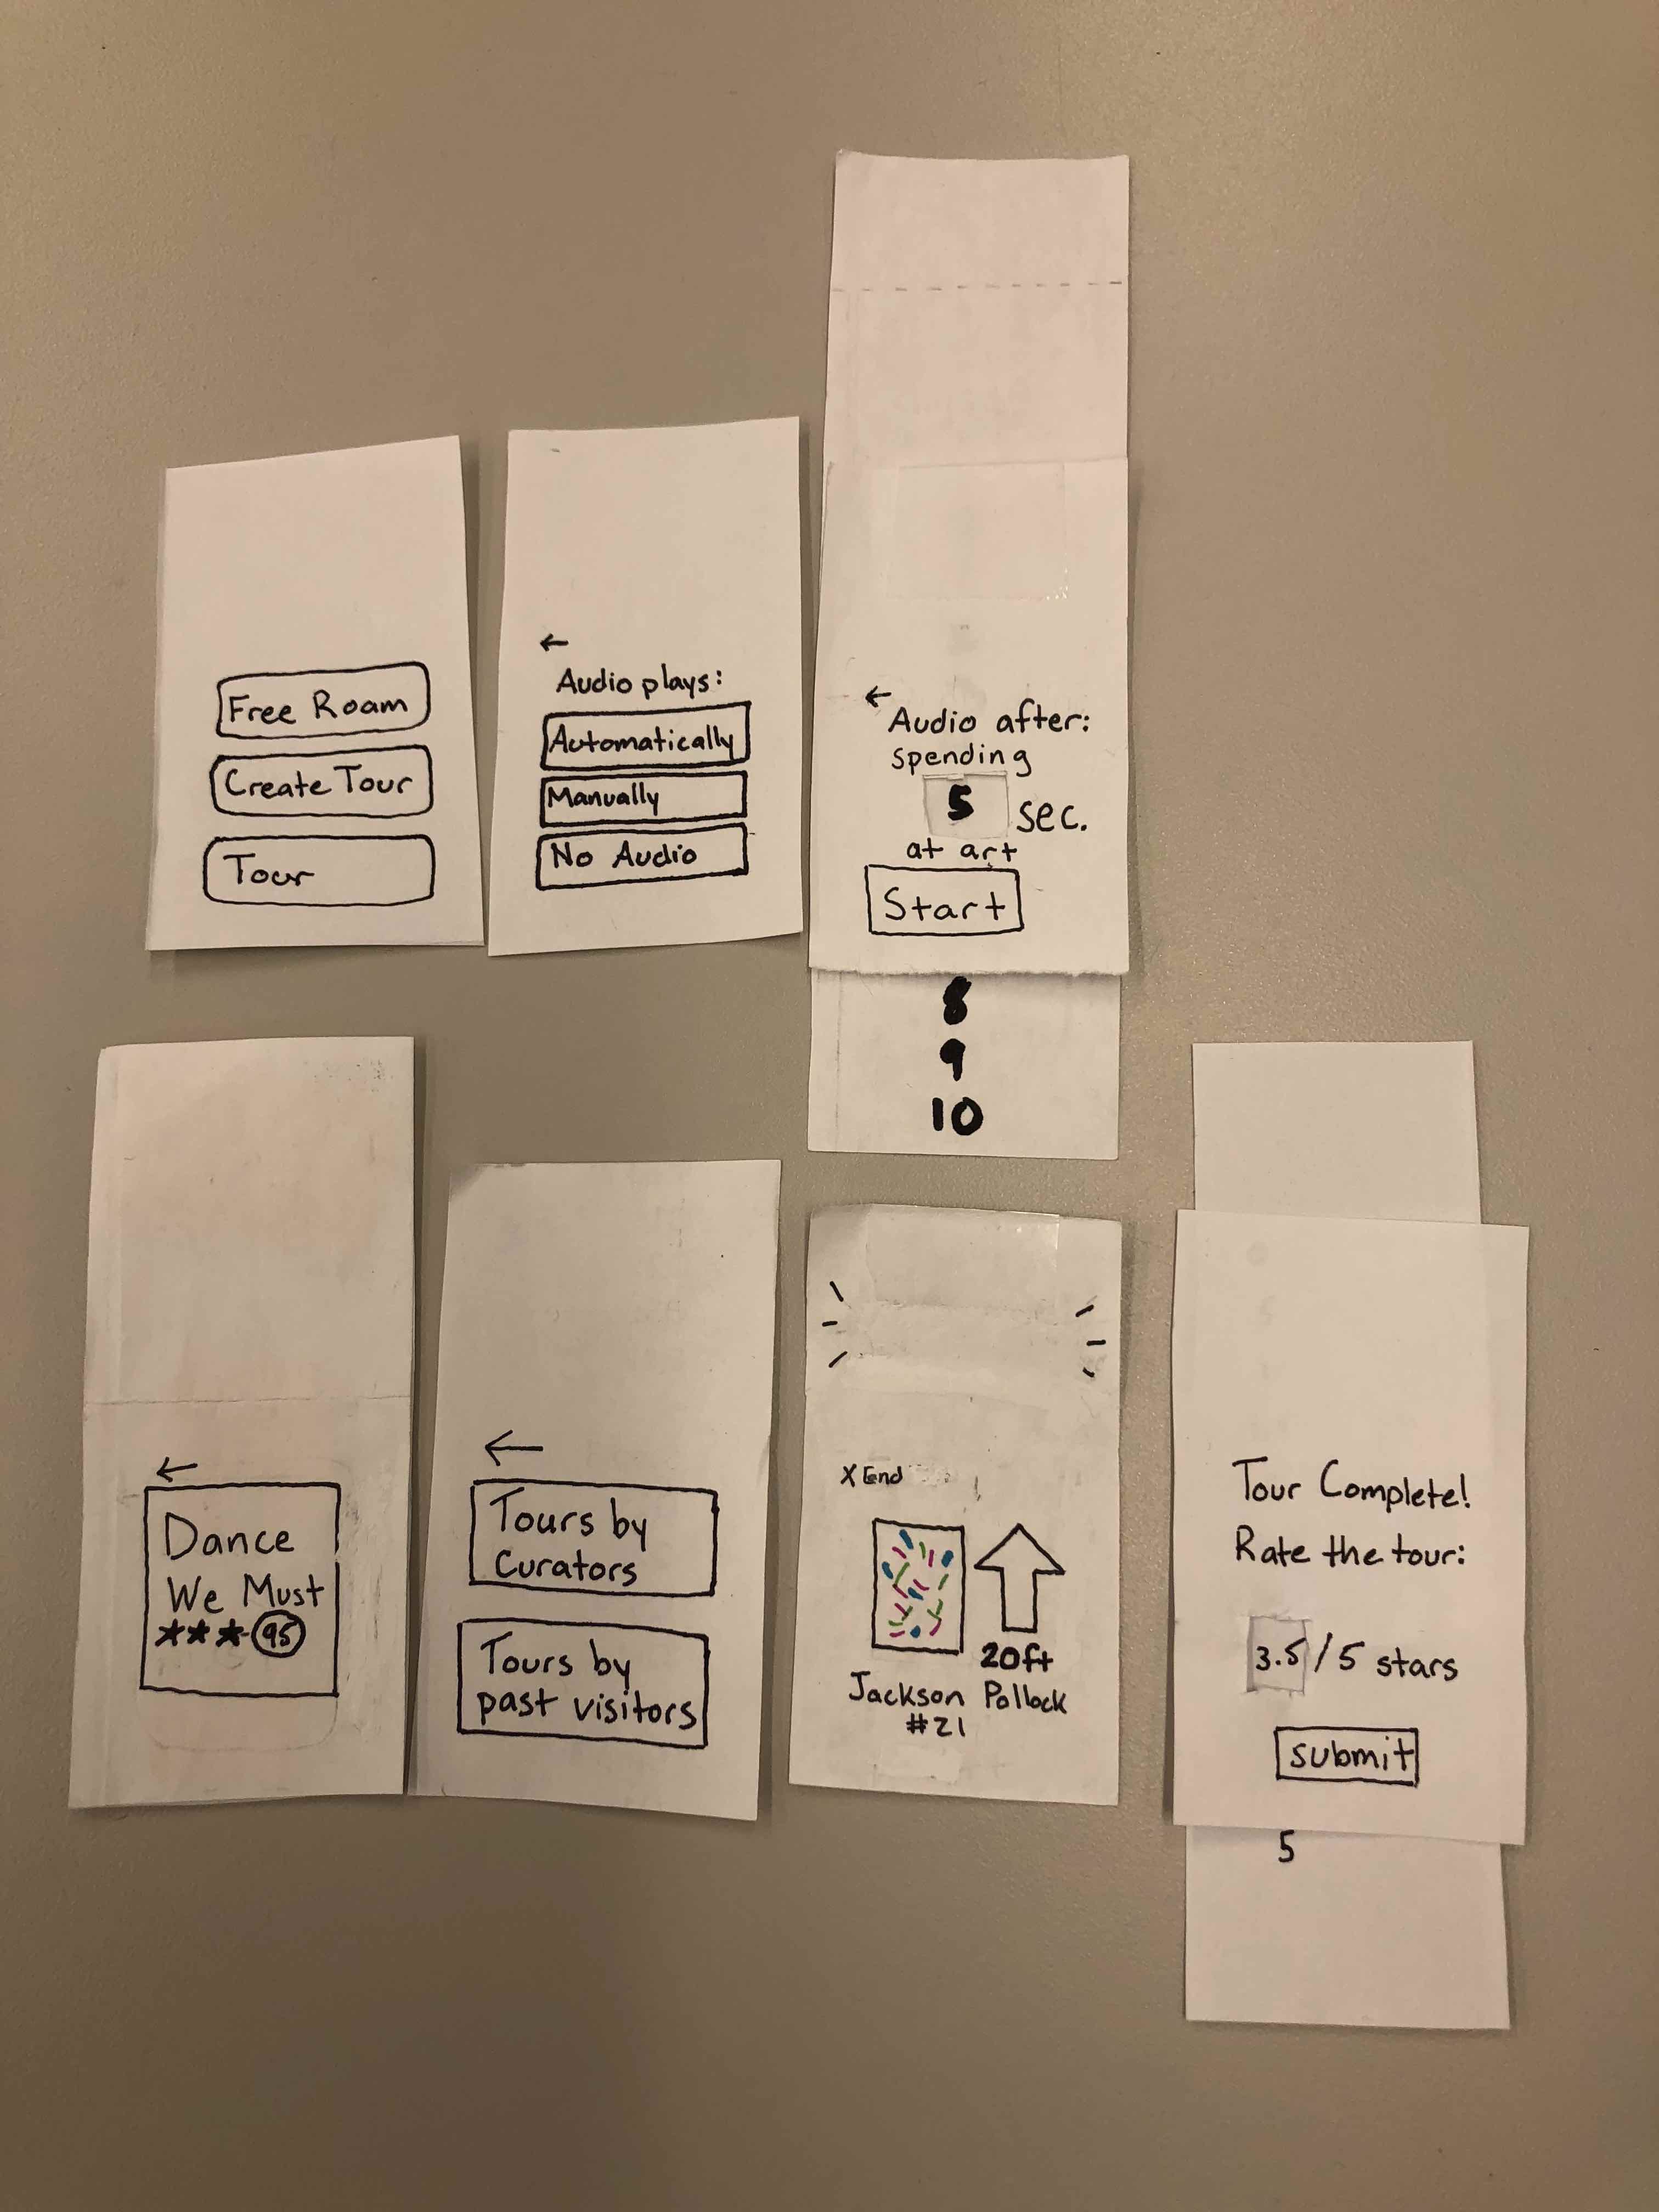 Free Roam
Create Tour
Tour
←
Audio plays:
Automatically
Manually
No Audio
←
Audio after:
spending
5 sec.
at art
Start
8
9
10
←
Dance
We Must
★★★ 95
←
Tours by
Curators
Tours by
past visitors
X End
20ft
Jackson Pollock
#21
Tour Complete!
Rate the tour:
3.5/5 stars
submit
5